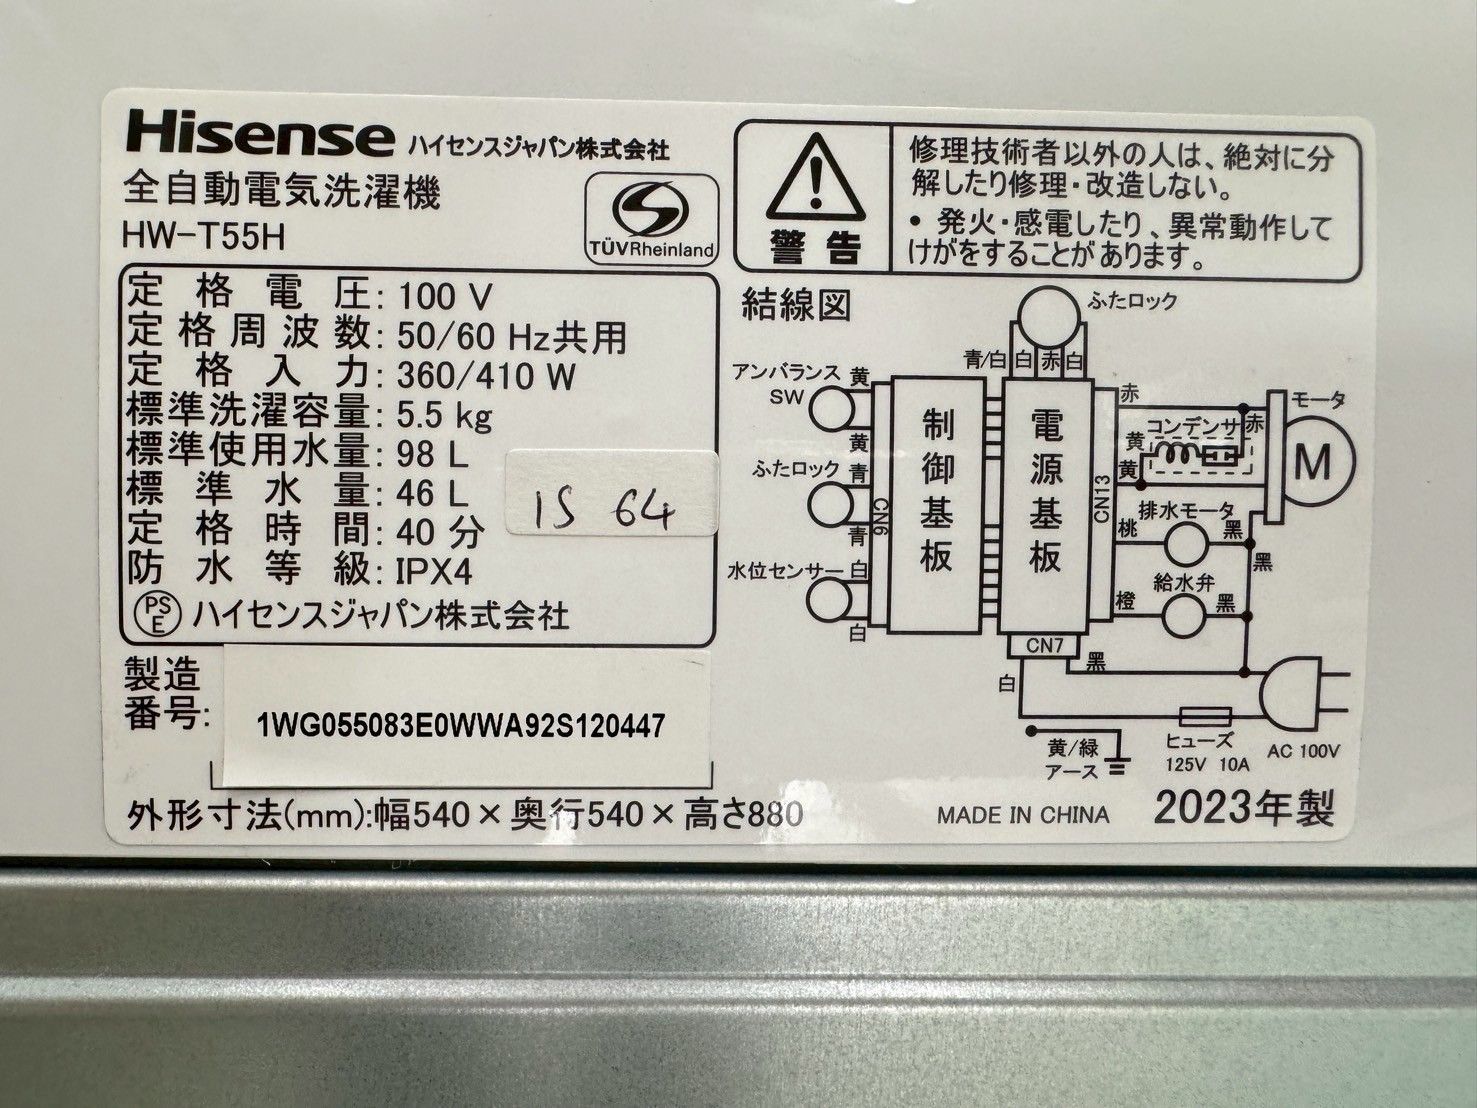 Hisense ハイセンスジャパン株式会社
全自動電気洗濯機
HW-T55H
TÜVRheinland
定格電圧: 100 V
定格周波数: 50/60 Hz共用
定格入力: 360/410 W
標準洗濯容量: 5.5 kg
標準使用水量: 98 L
標準水量: 46 L
定格時間: 40 分
防水等級: IPX4
PSE ハイセンスジャパン株式会社
IS 64
製造
番号: 1WG055083E0WWA92S120447
外形寸法(mm):幅540×奥行540×高さ880
警告
修理技術者以外の人は、絶対に分
解したり修理・改造しない。
・発火・感電したり、異常動作して
けがをすることがあります。
結線図
ふたロック
青/白 白 赤 白
アンバランス
SW
黄
黄
ふたロック
青
青
水位センサー
白
白
CN6
制御基板
電源基板
CN13
CN7
赤
コンデンサ
赤
黄
黄
モータ
M
排水モータ
桃
黒
黒
給水弁
橙
黒
黒
白
黄/緑
アース
ヒューズ
125V 10A
AC 100V
MADE IN CHINA
2023年製